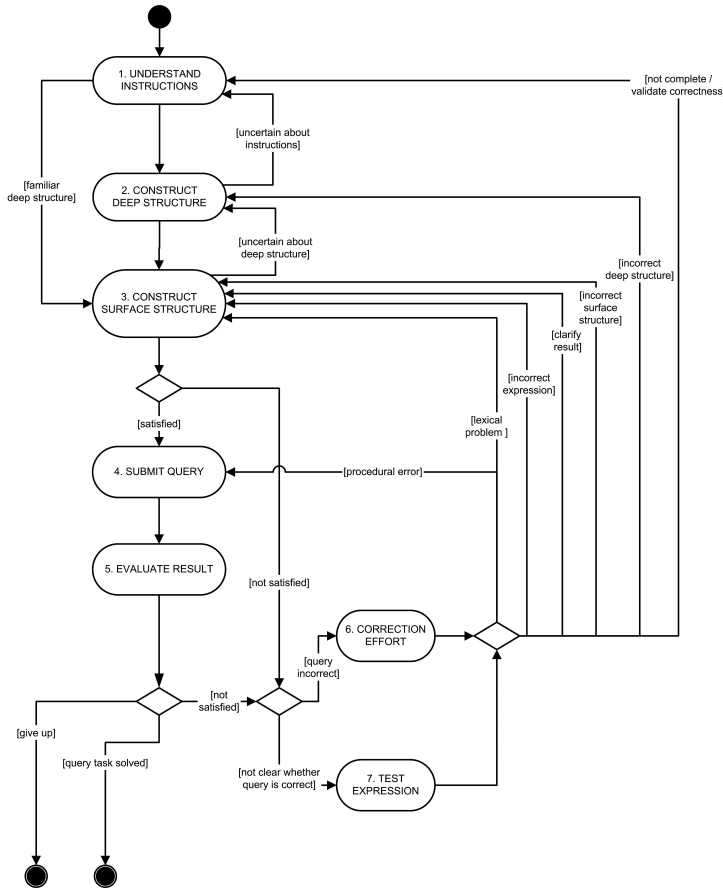 1. UNDERSTAND
INSTRUCTIONS
[not complete /
validate correctness
[uncertain about
instructions]
[familiar
deep structure]
2. CONSTRUCT
DEEP STRUCTURE
[uncertain about
deep structure]
[incorrect
deep structure]
3. CONSTRUCT
SURFACE STRUCTURE
[incorrect
surface
structure]
[clarify
result]
[incorrect
expression]
[lexical
problem ]
[satisfied]
4. SUBMIT QUERY
[procedural error]
5. EVALUATE RESULT
[not satisfied]
6. CORRECTION
EFFORT
[query
incorrect]
[not
satisfied]
[give up]
[query task solved]
[not clear whether
query is correct]
7. TEST
EXPRESSION